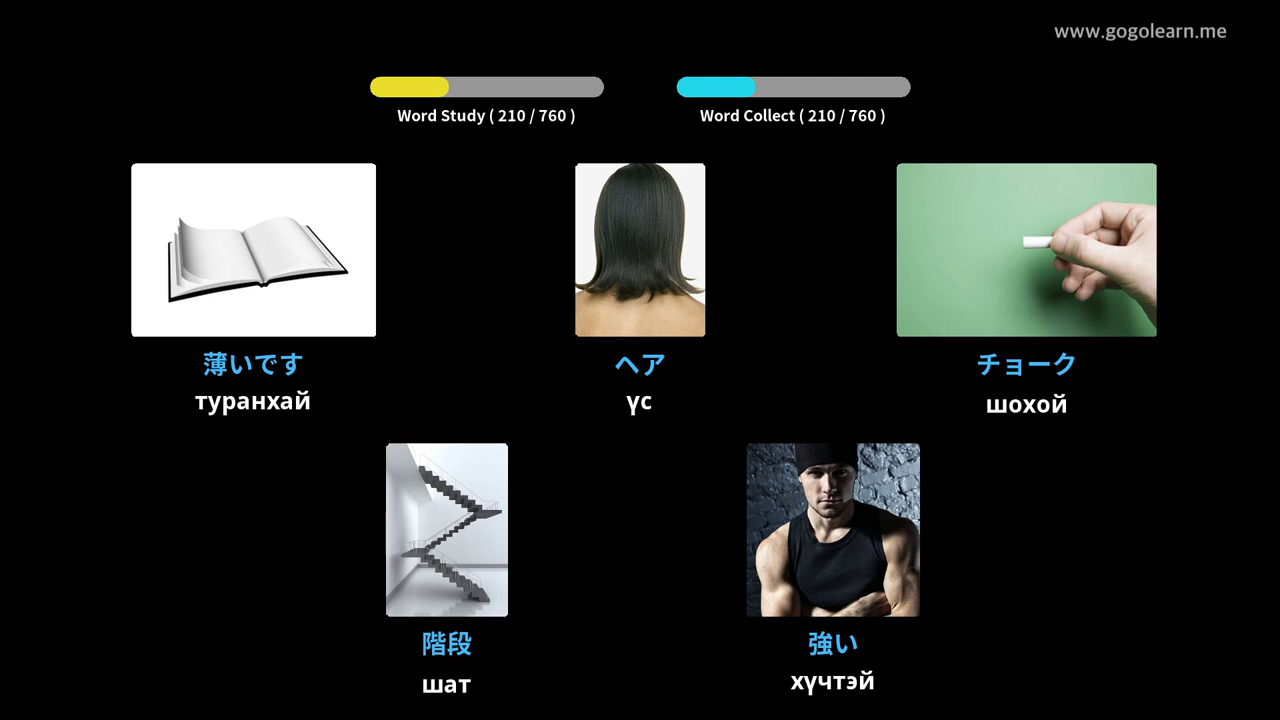 www.gogolearn.me
Word Study ( 210 / 760 )
Word Collect ( 210 / 760 )
薄いです
туранхай
ヘア
үс
チョーク
шохой
階段
шат
強い
хүчтэй